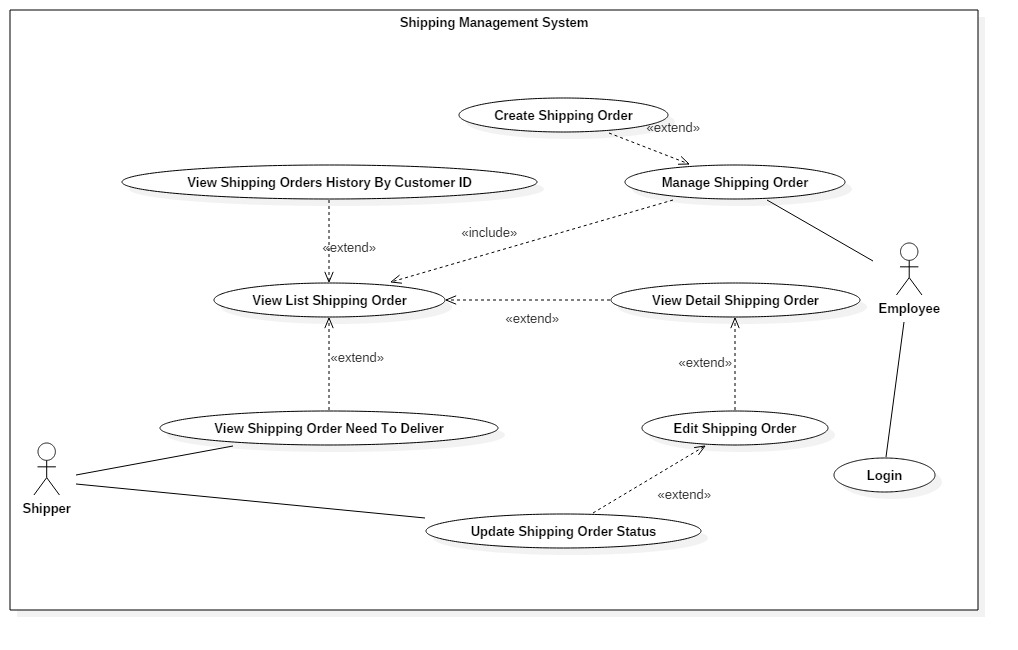 Shipping Management System
Create Shipping Order
«extend»
View Shipping Orders History By Customer ID
Manage Shipping Order
«include»
«extend»
View List Shipping Order
View Detail Shipping Order
Employee
«extend»
«extend»
«extend»
View Shipping Order Need To Deliver
Edit Shipping Order
Login
«extend»
Shipper
Update Shipping Order Status